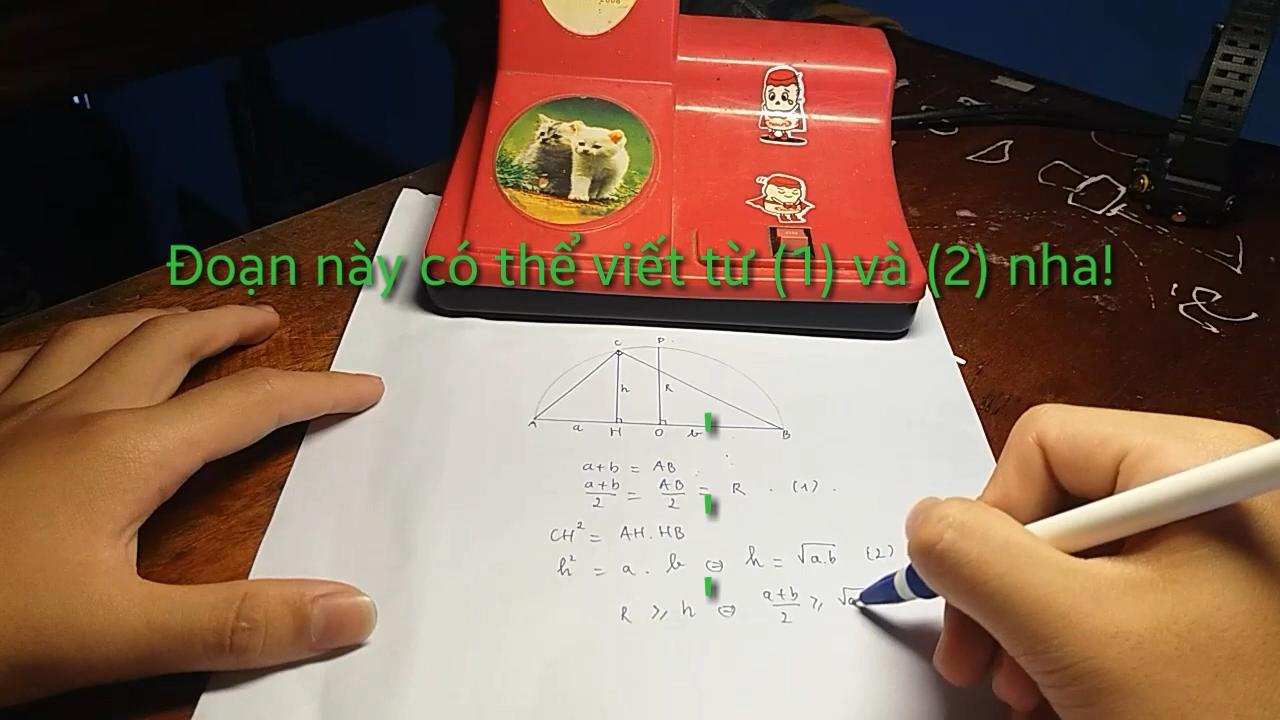 2008
Đoạn này có thể viết từ (1) và (2) nha!
C P
h R
A a H O b B
a+b = AB
a+b/2 = AB/2 = R . (1) .
CH² = AH.HB
h² = a . b ⇔ h = √a.b (2)
R ⩾ h ⇔ a+b/2 ⩾ √a